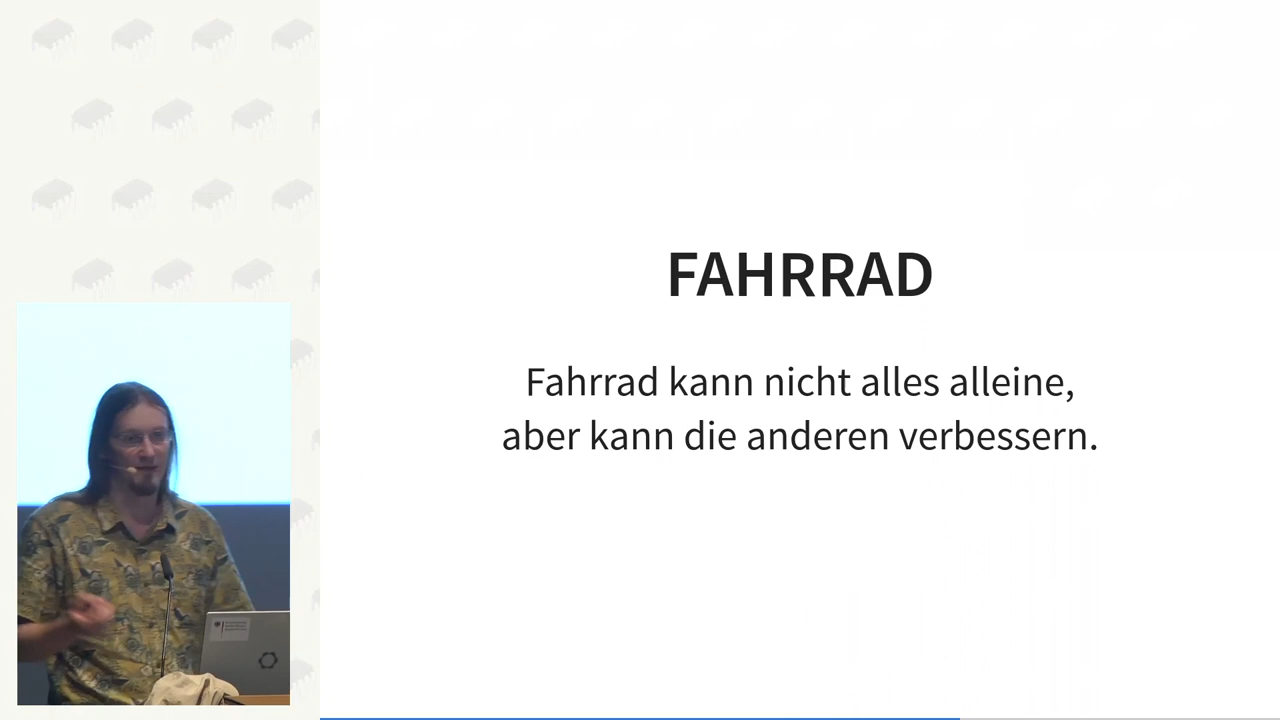 FAHRRAD
Fahrrad kann nicht alles alleine,
aber kann die anderen verbessern.